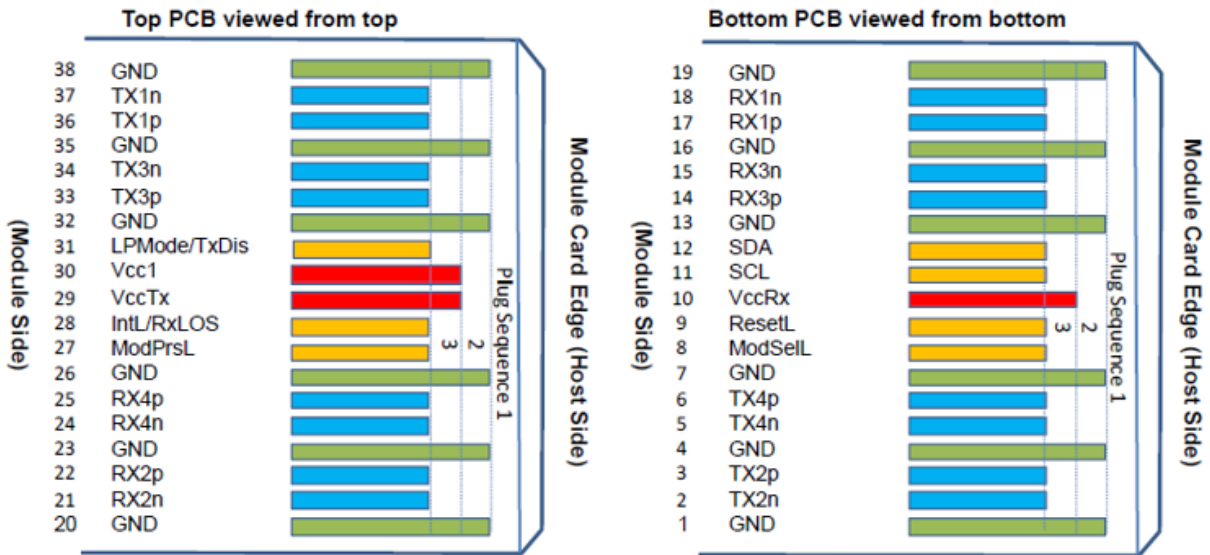 Top PCB viewed from top
38 GND
37 TX1n
36 TX1p
35 GND
34 TX3n
33 TX3p
32 GND
31 LPMode/TxDis
30 Vcc1
29 VccTx
28 IntL/RxLOS
27 ModPrsL
26 GND
25 RX4p
24 RX4n
23 GND
22 RX2p
21 RX2n
20 GND
(Module Side)
3
2
Plug Sequence 1
Module Card Edge (Host Side)
Bottom PCB viewed from bottom
19 GND
18 RX1n
17 RX1p
16 GND
15 RX3n
14 RX3p
13 GND
12 SDA
11 SCL
10 VccRx
9 ResetL
8 ModSelL
7 GND
6 TX4p
5 TX4n
4 GND
3 TX2p
2 TX2n
1 GND
(Module Side)
3
2
Plug Sequence 1
Module Card Edge (Host Side)